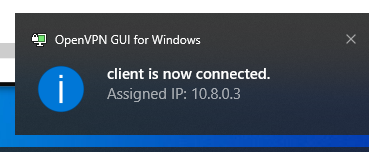 OpenVPN GUI for Windows
client is now connected.
Assigned IP: 10.8.0.3